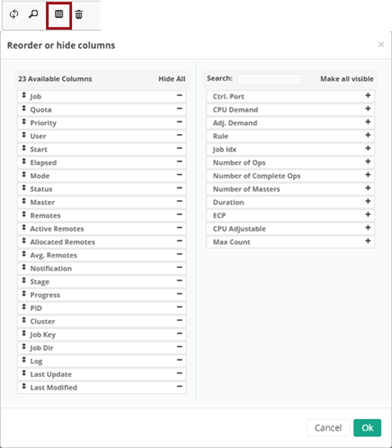 Reorder or hide columns
×
23 Available Columns
Hide All
Job
Quota
Priority
User
Start
Elapsed
Mode
Status
Master
Remotes
Active Remotes
Allocated Remotes
Avg. Remotes
Notification
Stage
Progress
PID
Cluster
Job Key
Job Dir
Log
Last Update
Last Modified
Search:
Make all visible
Ctrl. Port
CPU Demand
Adj. Demand
Rule
Job Idx
Number of Ops
Number of Complete Ops
Number of Masters
Duration
ECP
CPU Adjustable
Max Count
Cancel
Ok